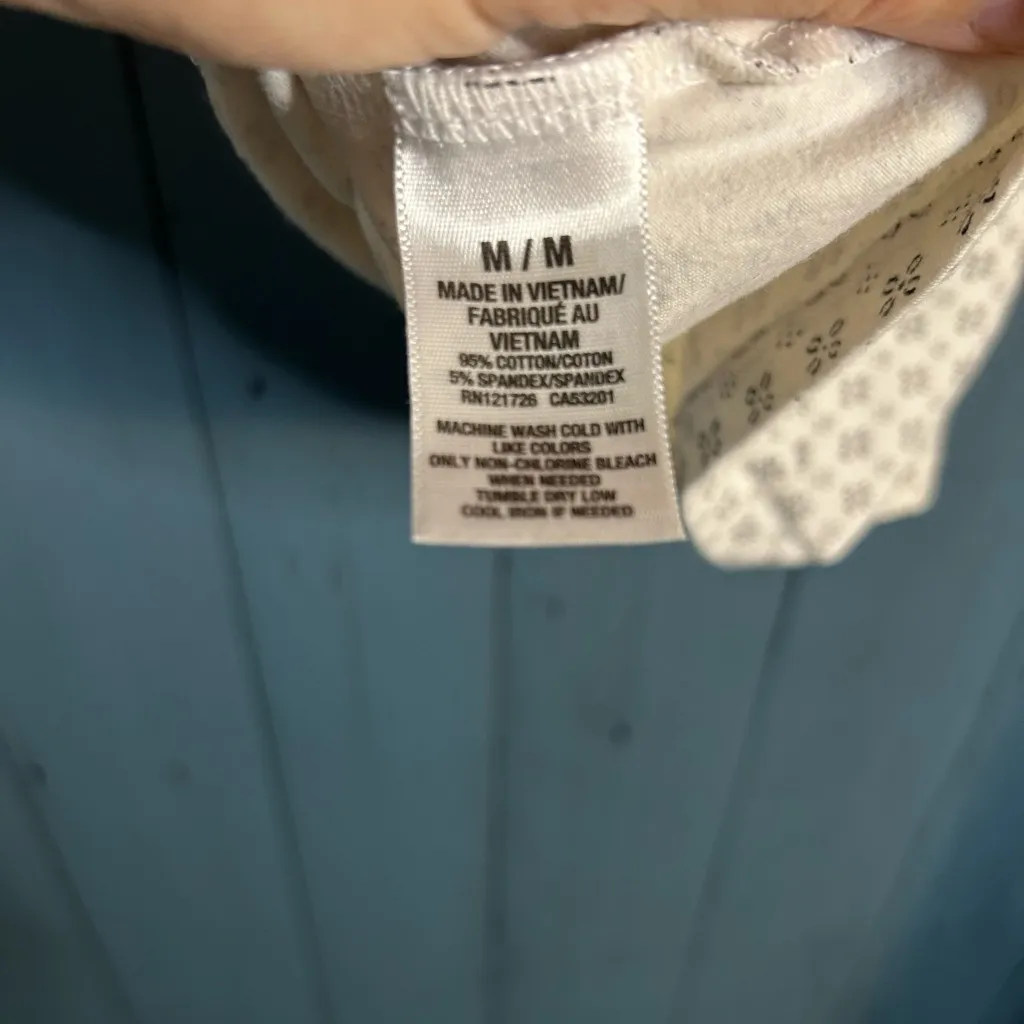 M / M
MADE IN VIETNAM/
FABRIQUÉ AU
VIETNAM
95% COTTON/COTON
5% SPANDEX/SPANDEX
RN121726 CA53201
MACHINE WASH COLD WITH
LIKE COLORS
ONLY NON-CHLORINE BLEACH
WHEN NEEDED
TUMBLE DRY LOW
COOL IRON IF NEEDED